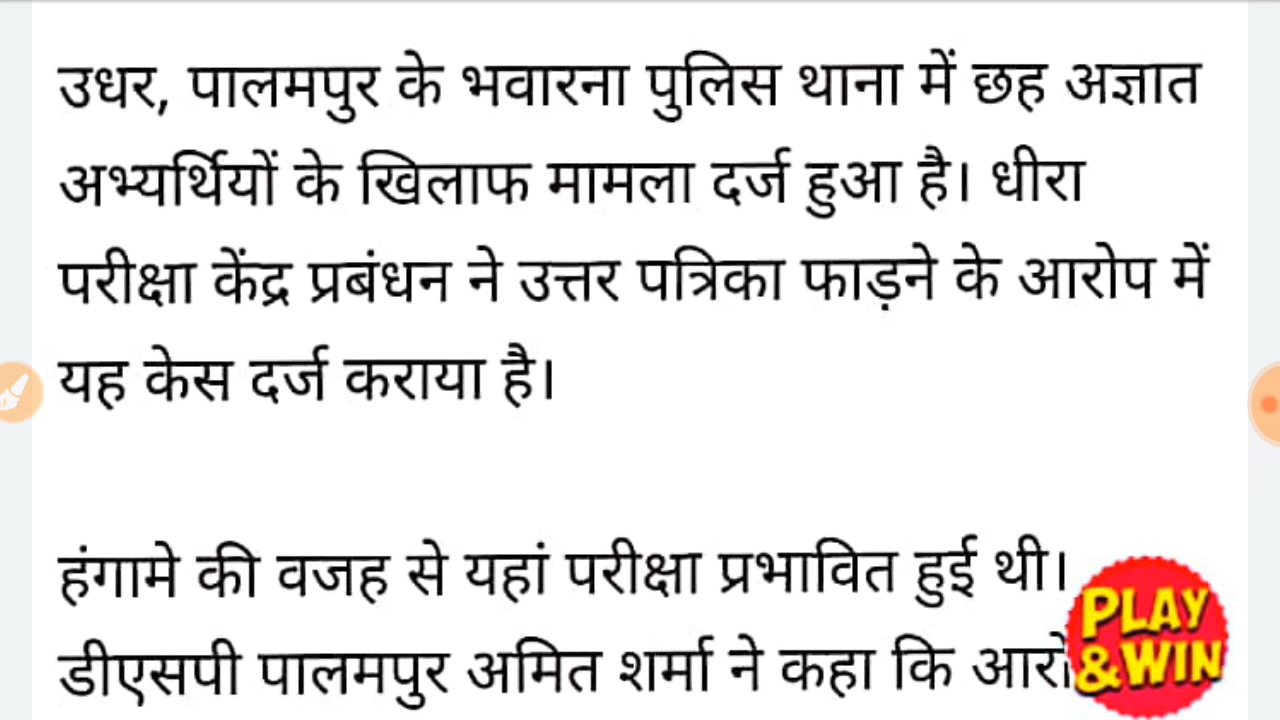 उधर, पालमपुर के भवारना पुलिस थाना में छह अज्ञात
अभ्यर्थियों के खिलाफ मामला दर्ज हुआ है। धीरा
परीक्षा केंद्र प्रबंधन ने उत्तर पत्रिका फाड़ने के आरोप में
यह केस दर्ज कराया है।
हंगामे की वजह से यहां परीक्षा प्रभावित हुई थी।
डीएसपी पालमपुर अमित शर्मा ने कहा कि
PLAY
&WIN